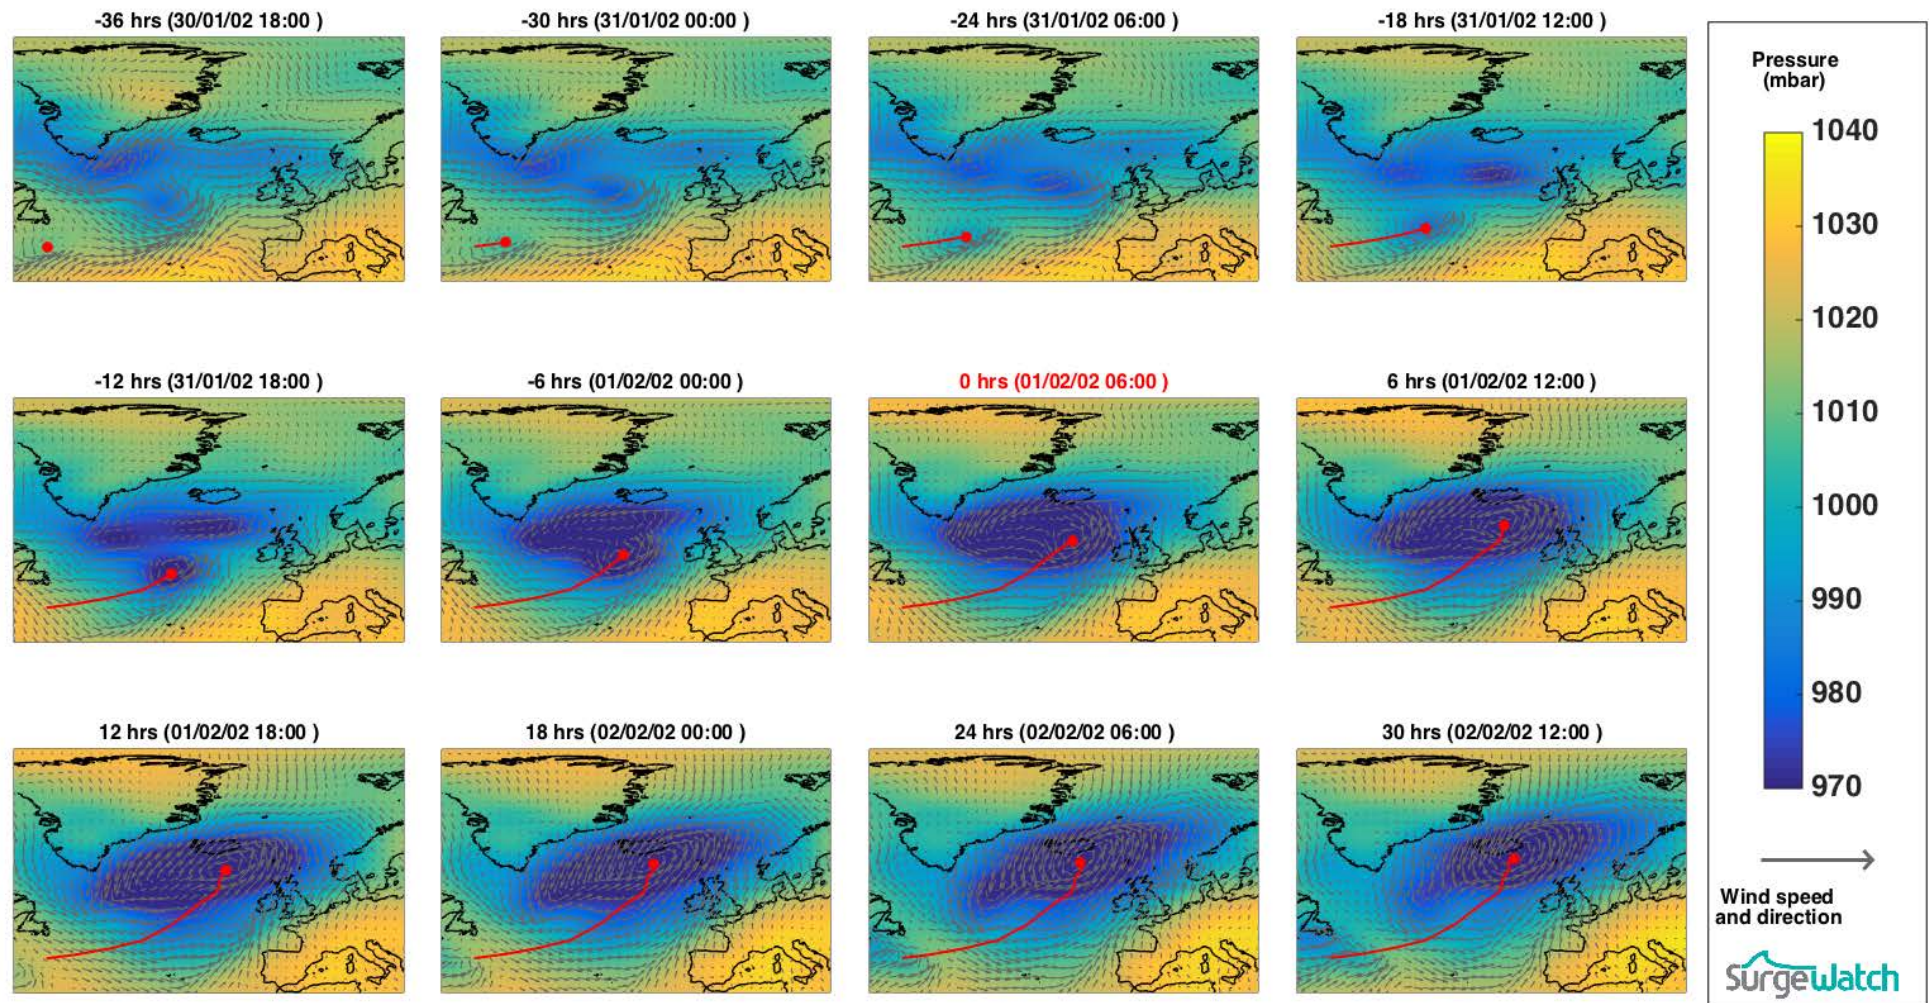 -36 hrs (30/01/02 18:00 )
-30 hrs (31/01/02 00:00 )
-24 hrs (31/01/02 06:00 )
-18 hrs (31/01/02 12:00 )
-12 hrs (31/01/02 18:00 )
-6 hrs (01/02/02 00:00 )
0 hrs (01/02/02 06:00 )
6 hrs (01/02/02 12:00 )
12 hrs (01/02/02 18:00 )
18 hrs (02/02/02 00:00 )
24 hrs (02/02/02 06:00 )
30 hrs (02/02/02 12:00 )
Pressure
(mbar)
1040
1030
1020
1010
1000
990
980
970
Wind speed
and direction
Surgewatch